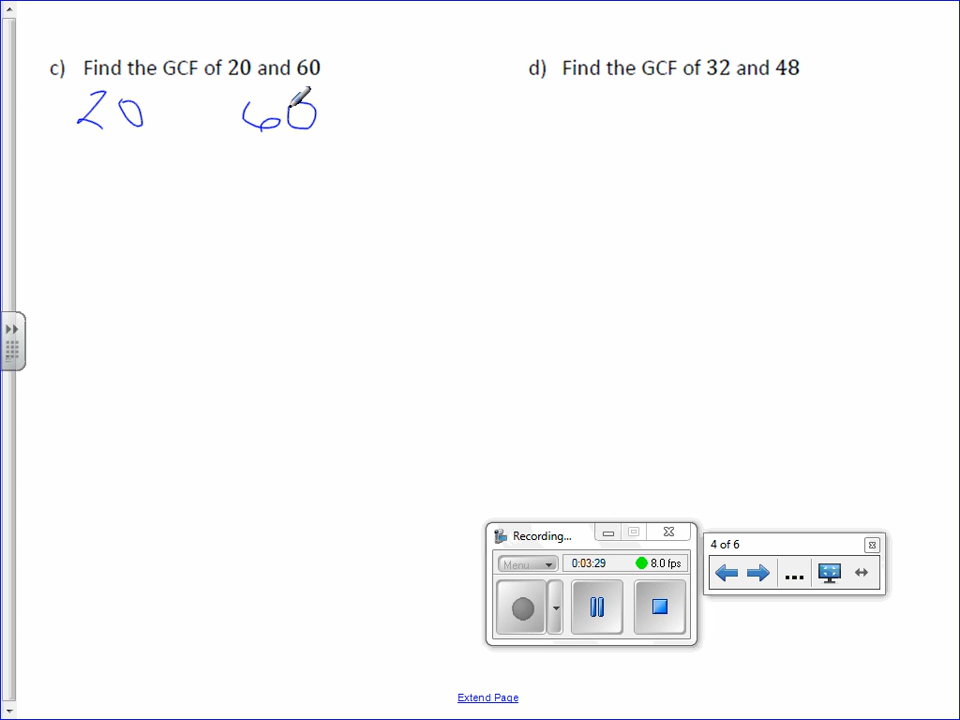 c) Find the GCF of 20 and 60
d) Find the GCF of 32 and 48
20 60
Recording...
Menu
0:03:29
8.0 fps
4 of 6
...
Extend Page